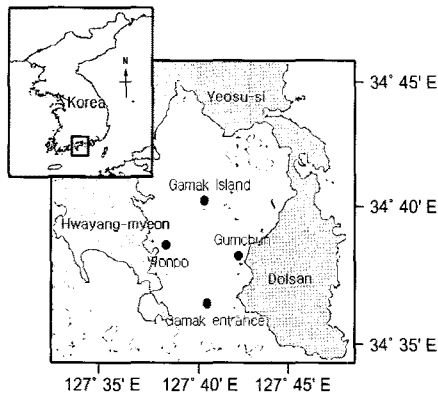 N
Korea
Yeosu-si
34° 45' E
Gamak Island
34° 40' E
Hwayang-myeon
Gumchun
Wonpo
Dolsan
Gamak entrance
34° 35' E
127° 35' E
127° 40' E
127° 45' E